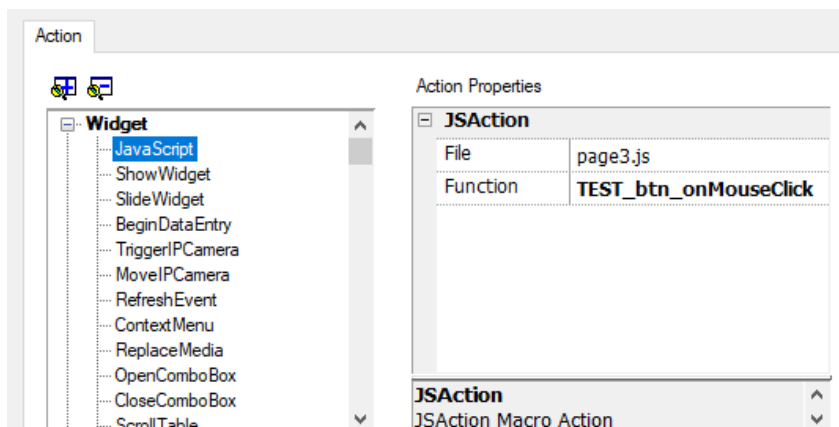 Action
Widget
JavaScript
ShowWidget
SlideWidget
BeginDataEntry
TriggerIPCamera
MoveIPCamera
RefreshEvent
ContextMenu
ReplaceMedia
OpenComboBox
CloseComboBox
ScrollTable
Action Properties
JSAction
File page3.js
Function TEST_btn_onMouseClick
JSAction
JSAction Macro Action